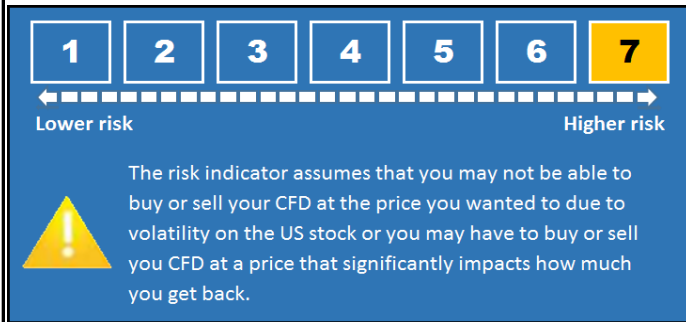 1 2 3 4 5 6 7
Lower risk Higher risk
The risk indicator assumes that you may not be able to
buy or sell your CFD at the price you wanted to due to
volatility on the US stock or you may have to buy or sell
you CFD at a price that significantly impacts how much
you get back.